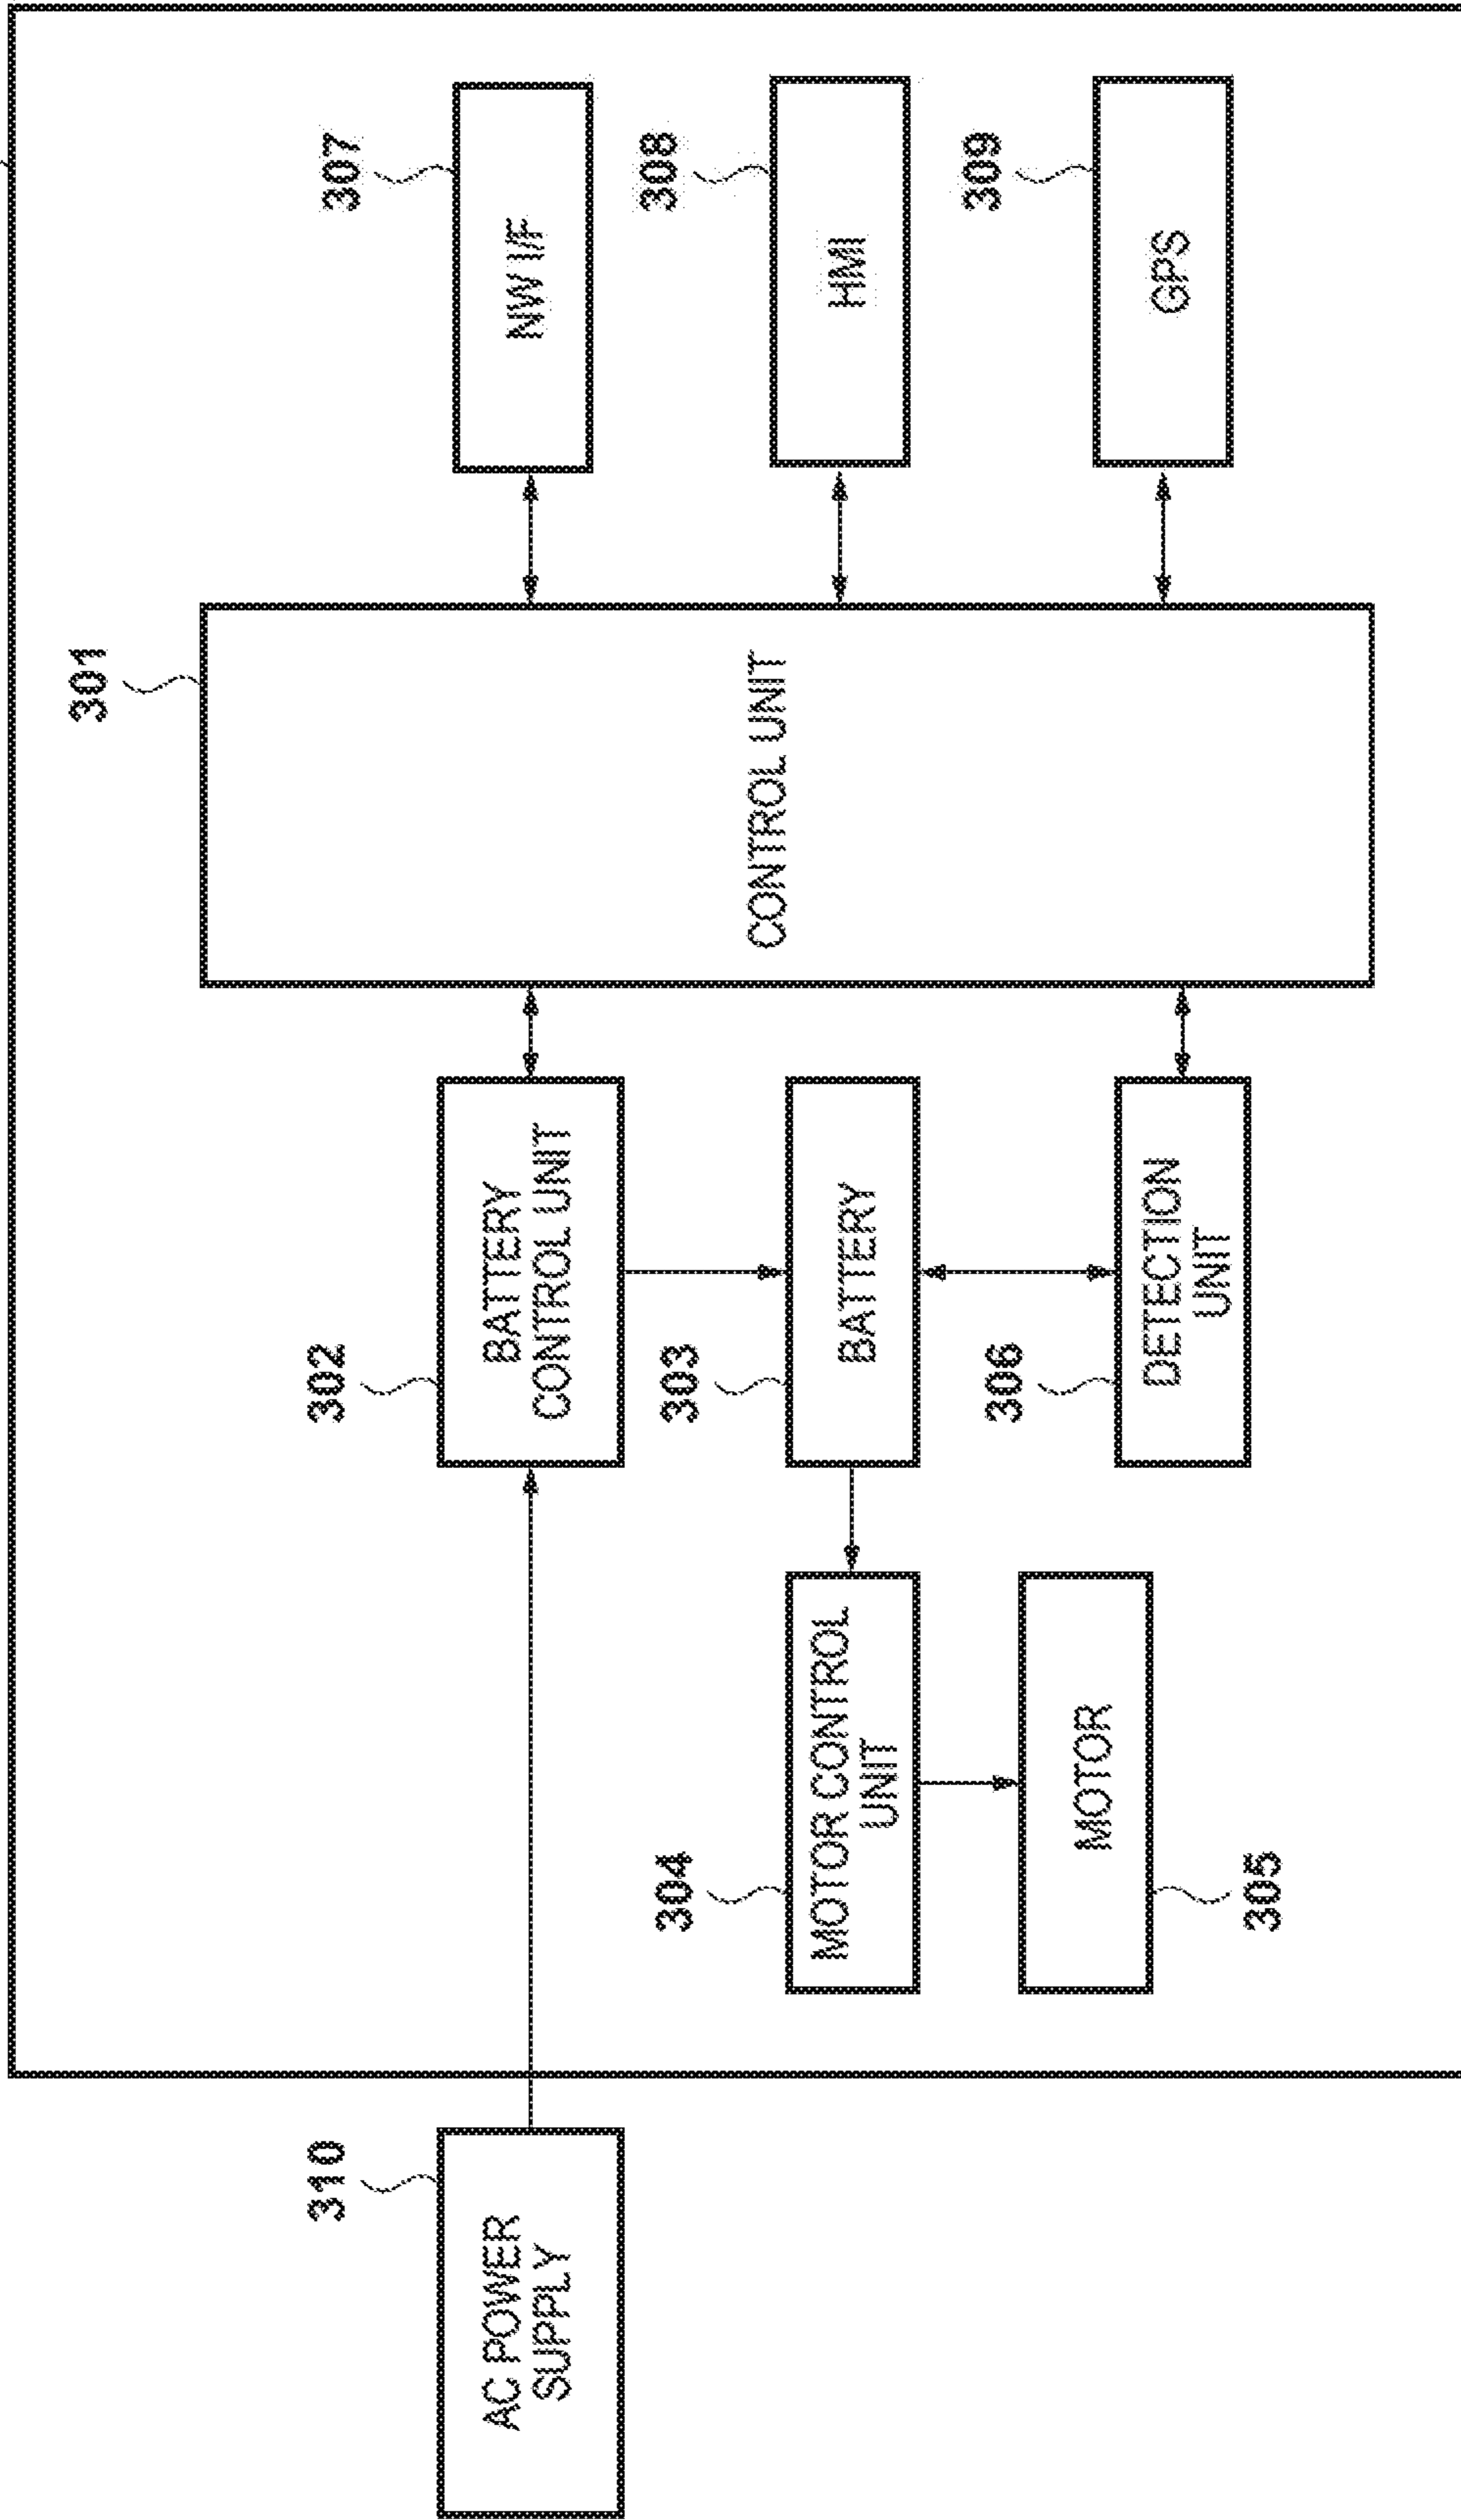 301
CONTROL UNIT
310
AC POWER
SUPPLY
302
BATTERY
CONTROL UNIT
307
NW I/F
304
MOTOR CONTROL
UNIT
303
BATTERY
308
HMI
MOTOR
305
306
DETECTION
UNIT
309
GPS